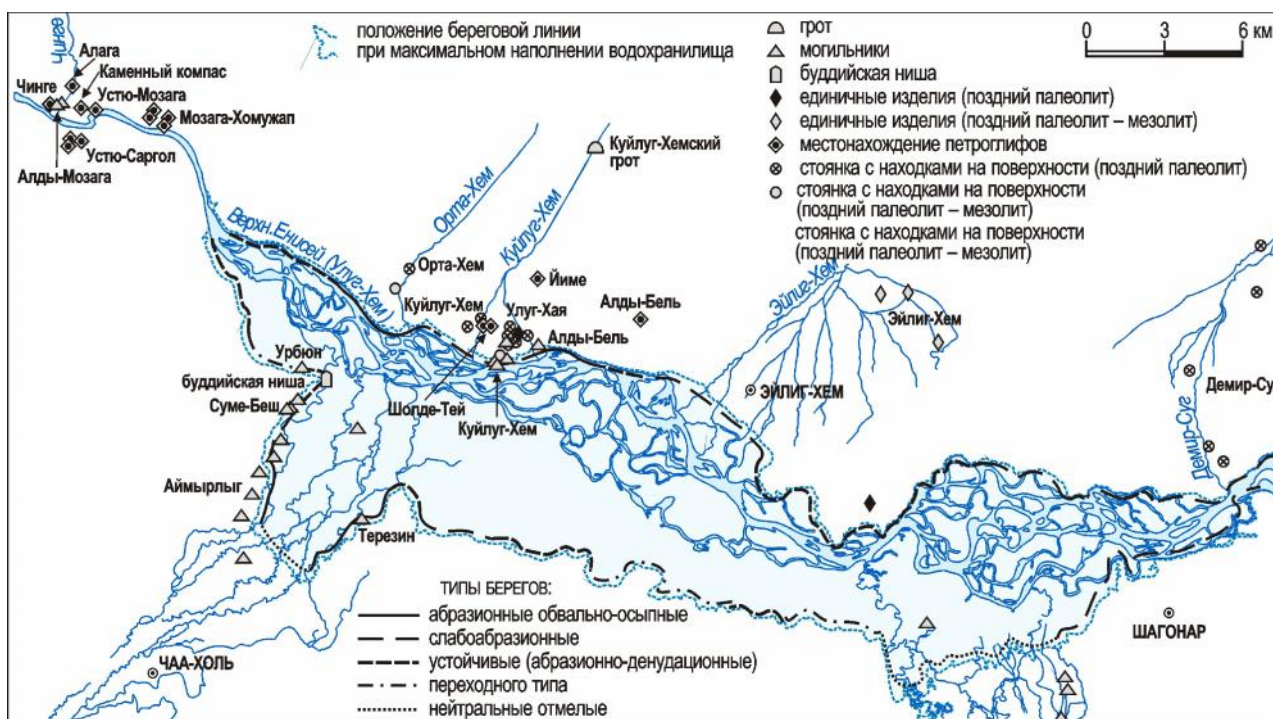 положение береговой линии
при максимальном наполнении водохранилища
грот
могильники
буддийская ниша
единичные изделия (поздний палеолит)
единичные изделия (поздний палеолит – мезолит)
местонахождение петроглифов
стоянка с находками на поверхности (поздний палеолит)
стоянка с находками на поверхности
(поздний палеолит – мезолит)
стоянка с находками на поверхности
(поздний палеолит – мезолит)
0 3 6 км
Чинге
Алага
Каменный компас
Чинге
Устю-Мозага
Мозага-Хомужап
Устю-Саргол
Алды-Мозага
Куйлуг-Хемский
грот
Орта-Хем
Куйлуг-Хем
Верхн.Енисей (Улуг-Хем)
Орта-Хем
Йиме
Куйлуг-Хем
Улуг-Хая
Алды-Бель
Алды-Бель
Эйлиг-Хем
Эйлиг-Хем
Урбюн
буддийская ниша
Суме-Беш
Шолде-Тей
Куйлуг-Хем
ЭЙЛИГ-ХЕМ
Демир-Су
Демир-Суг
Аймырлыг
Терезин
ЧАА-ХОЛЬ
ШАГОНАР
ТИПЫ БЕРЕГОВ:
абразионные обвально-осыпные
слабоабразионные
устойчивые (абразионно-денудационные)
переходного типа
нейтральные отмелые